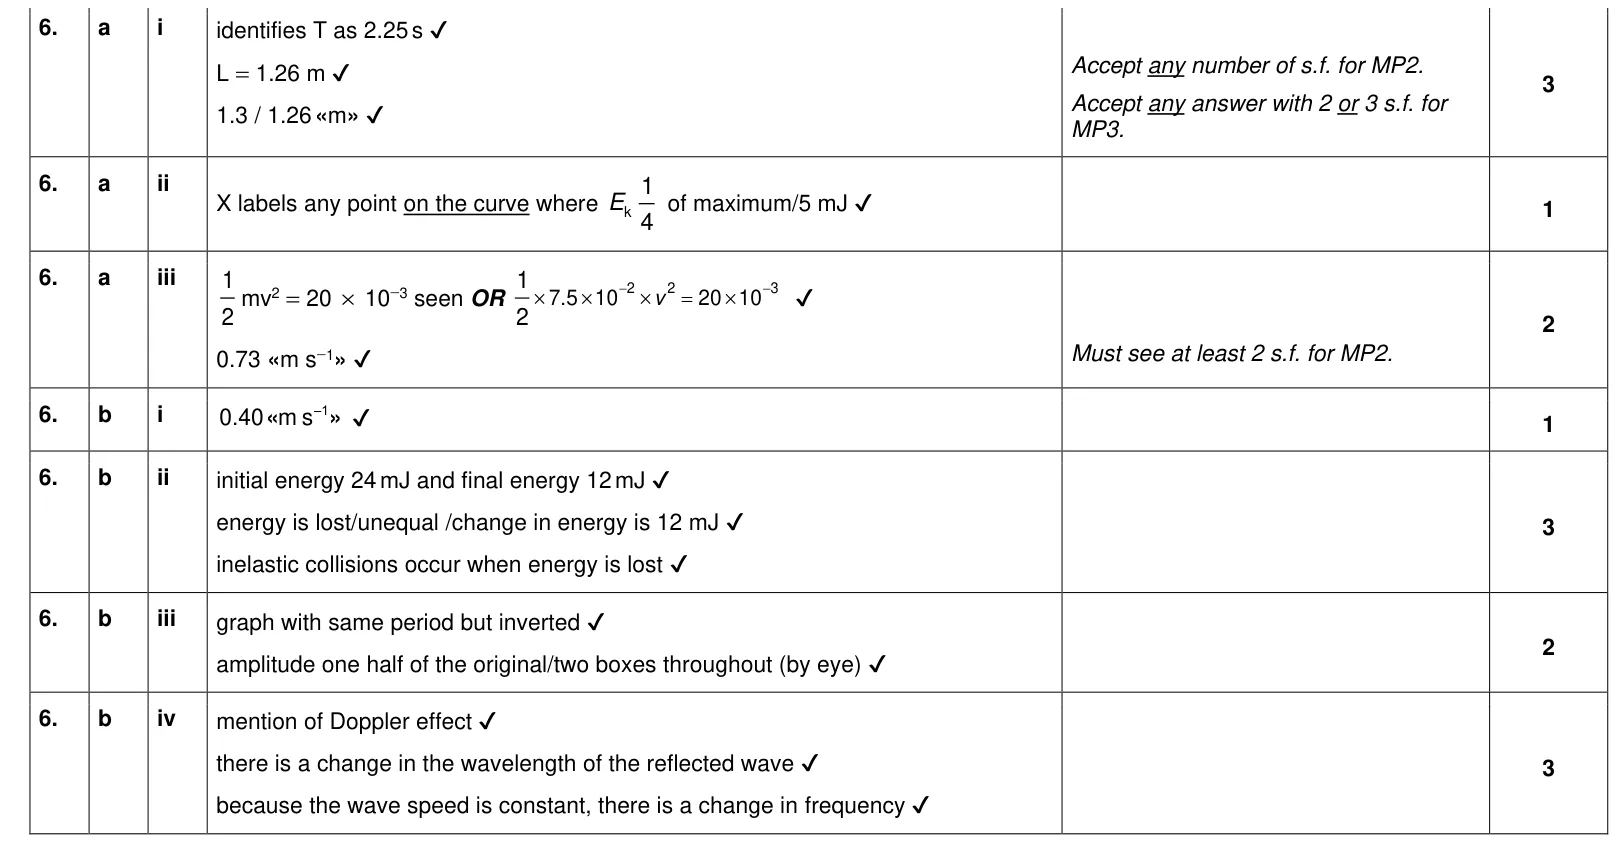 6. a i identifies T as 2.25 s ✓
L = 1.26 m ✓
1.3 / 1.26 «m» ✓
Accept any number of s.f. for MP2.
Accept any answer with 2 or 3 s.f. for
MP3.
3
6. a ii X labels any point on the curve where Eₖ 1/4 of maximum/5 mJ ✓
1
6. a iii 1/2 mv² = 20 × 10⁻³ seen OR 1/2 × 7.5 × 10⁻² × v² = 20 × 10⁻³ ✓
0.73 «m s⁻¹» ✓
Must see at least 2 s.f. for MP2.
2
6. b i 0.40 «m s⁻¹» ✓
1
6. b ii initial energy 24 mJ and final energy 12 mJ ✓
energy is lost/unequal /change in energy is 12 mJ ✓
inelastic collisions occur when energy is lost ✓
3
6. b iii graph with same period but inverted ✓
amplitude one half of the original/two boxes throughout (by eye) ✓
2
6. b iv mention of Doppler effect ✓
there is a change in the wavelength of the reflected wave ✓
because the wave speed is constant, there is a change in frequency ✓
3